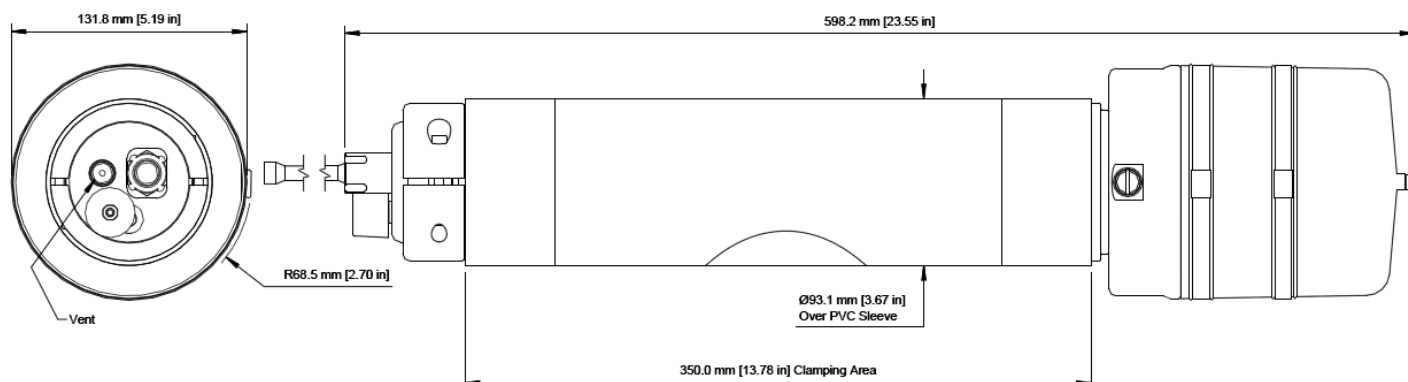 131.8 mm [5.19 in]
598.2 mm [23.55 in]
R68.5 mm [2.70 in]
Vent
Ø93.1 mm [3.67 in]
Over PVC Sleeve
350.0 mm [13.78 in] Clamping Area